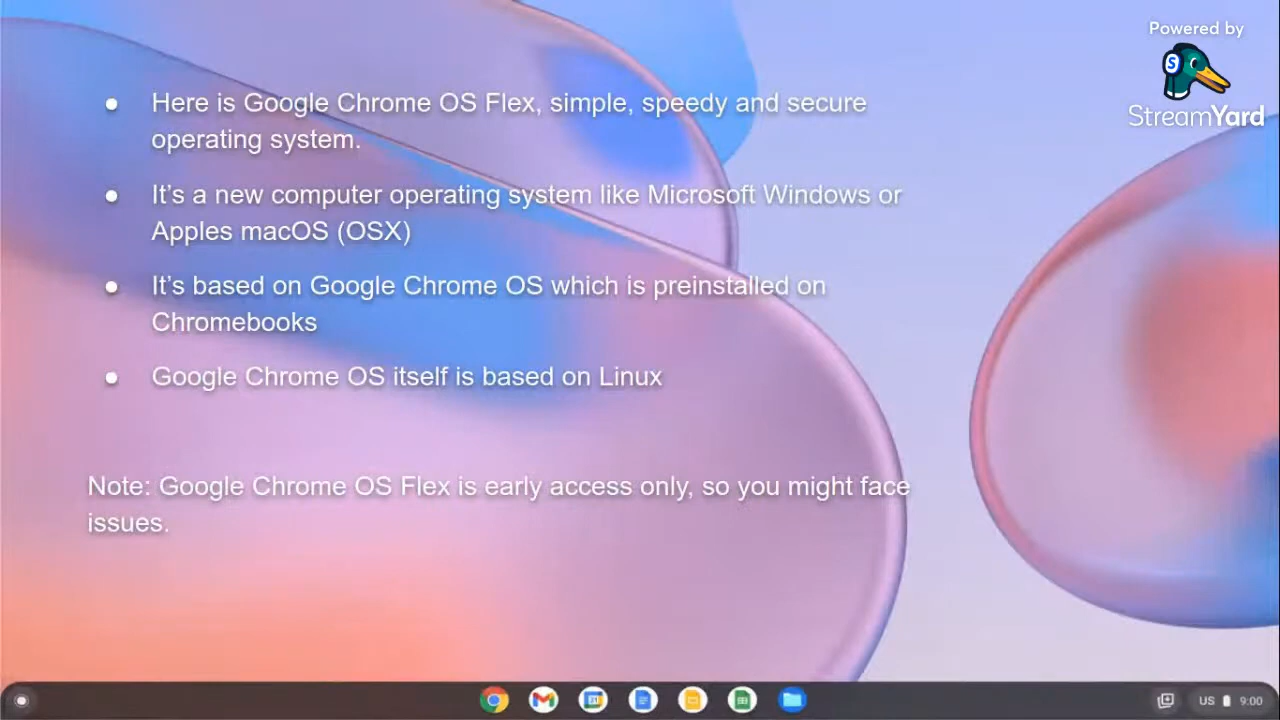 Powered by
S
StreamYard
● Here is Google Chrome OS Flex, simple, speedy and secure
operating system.
● It’s a new computer operating system like Microsoft Windows or
Apples macOS (OSX)
● It’s based on Google Chrome OS which is preinstalled on
Chromebooks
● Google Chrome OS itself is based on Linux
Note: Google Chrome OS Flex is early access only, so you might face
issues.
31
US 9:00